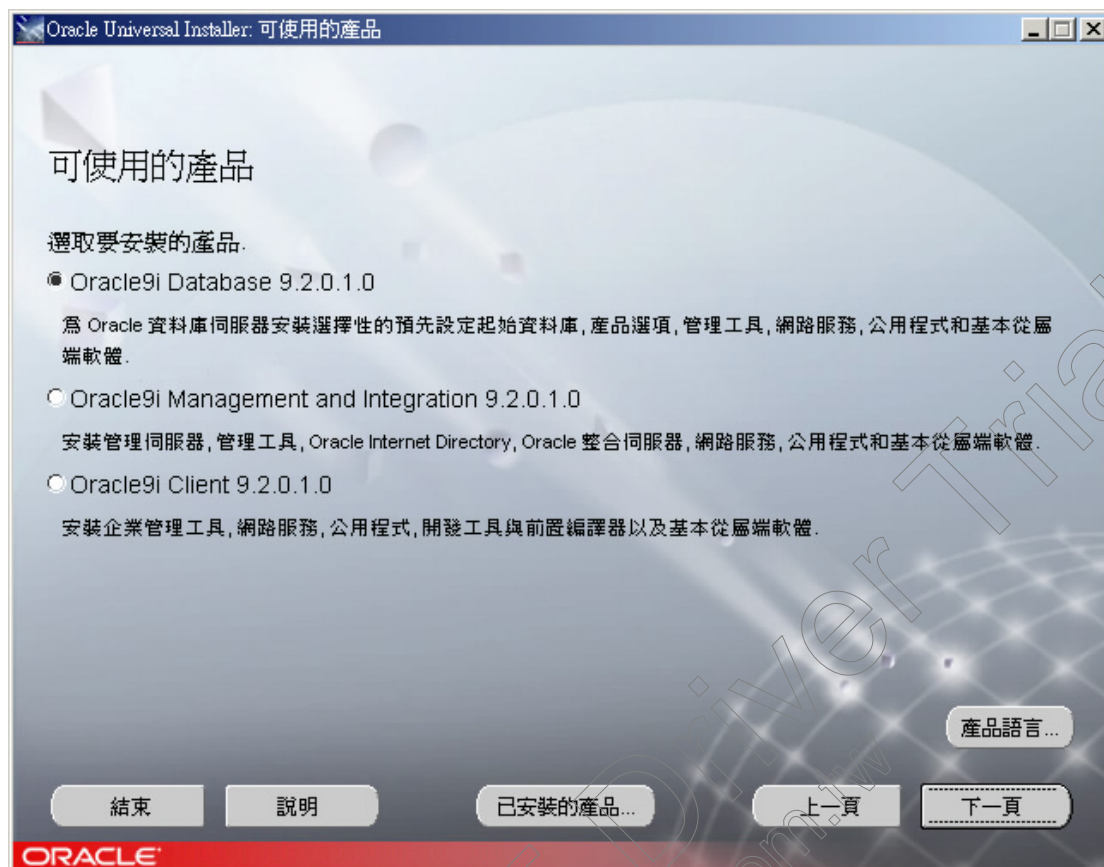 Oracle Universal Installer: 可使用的產品
可使用的產品
選取要安裝的產品.
Oracle9i Database 9.2.0.1.0
為 Oracle 資料庫伺服器安裝選擇性的預先設定起始資料庫, 產品選項, 管理工具, 網路服務, 公用程式和基本從屬
端軟體.
Oracle9i Management and Integration 9.2.0.1.0
安裝管理伺服器, 管理工具, Oracle Internet Directory, Oracle 整合伺服器, 網路服務, 公用程式和基本從屬端軟體.
Oracle9i Client 9.2.0.1.0
安裝企業管理工具, 網路服務, 公用程式, 開發工具與前置編譯器以及基本從屬端軟體.
產品語言...
結束 說明 已安裝的產品... 上一頁 下一頁
ORACLE
Driver Trial
om.tw